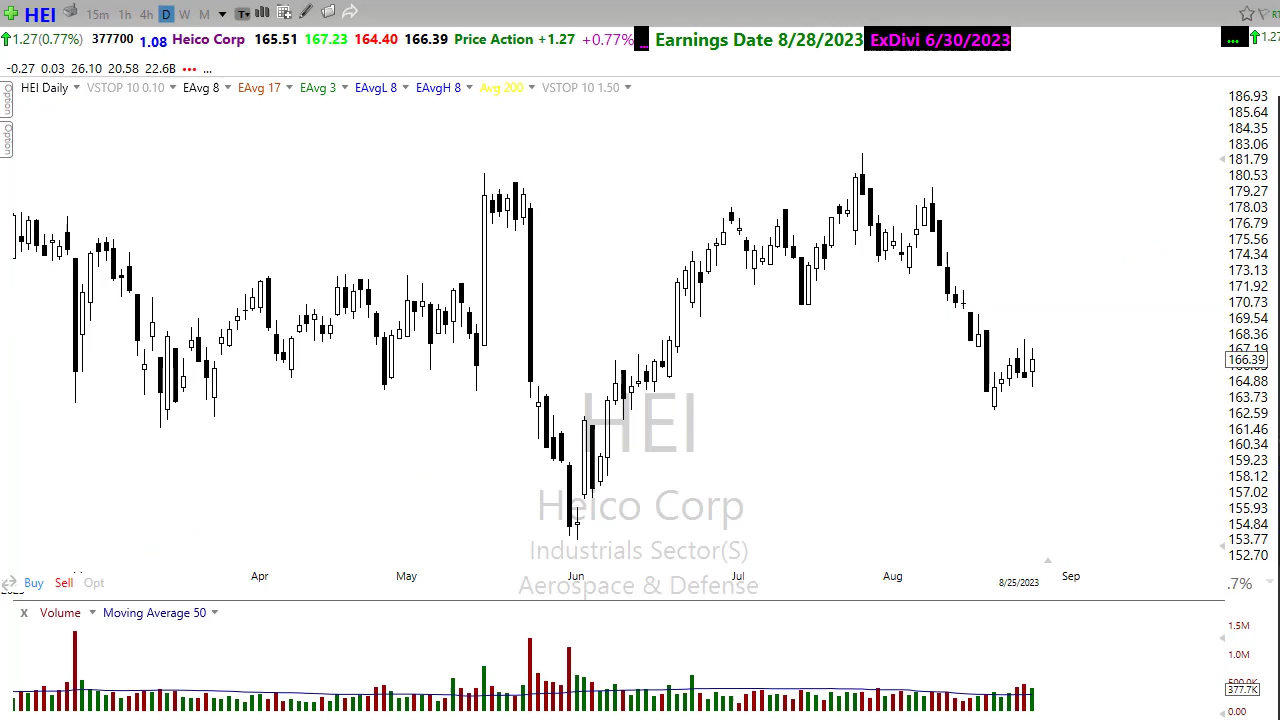 HEI 15m 1h 4h D W M T
1.27(0.77%) 377700 1.08 Heico Corp 165.51 167.23 164.40 166.39 Price Action +1.27 +0.77% ... Earnings Date 8/28/2023 ExDivi 6/30/2023 ... 1.27
-0.27 0.03 26.10 20.58 22.6B ... ...
HEI Daily VSTOP 10 0.10 EAvg 8 EAvg 17 EAvg 3 EAvgL 8 EAvgH 8 Avg 200 VSTOP 10 1.50
Option
Option
186.93
185.64
184.35
183.06
181.79
180.53
179.27
178.03
176.79
175.56
174.34
173.13
171.92
170.73
169.54
168.36
167.19
166.39
164.88
163.73
162.59
161.46
160.34
159.23
158.12
157.02
155.93
154.84
153.77
152.70
HEI
Heico Corp
Industrials Sector(S)
Aerospace & Defense
Apr May Jun Jul Aug 8/25/2023 Sep
Buy Sell Opt .7%
X Volume Moving Average 50
1.5M
1.0M
377.7K
0.00